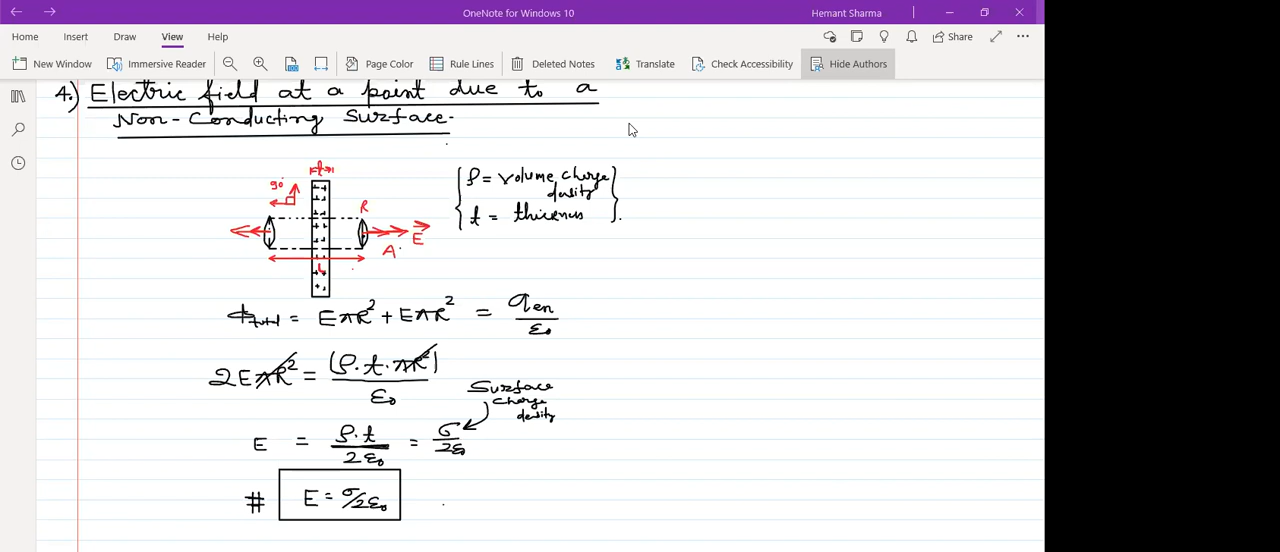 OneNote for Windows 10
Hemant Sharma
Home Insert Draw View Help
Share
New Window Immersive Reader Page Color Rule Lines Deleted Notes Translate Check Accessibility Hide Authors
4.) Electric field at a point due to a
Non-Conducting Surface.
t
90°
R
E
A
L
ρ = volume charge
density
t = thickness
ϕtotal = EπR² + EπR² = qen/ε₀
2EπR² = (ρ.t.πR²)/ε₀
Surface
charge
density
E = ρ.t/2ε₀ = σ/2ε₀
# E = σ/2ε₀